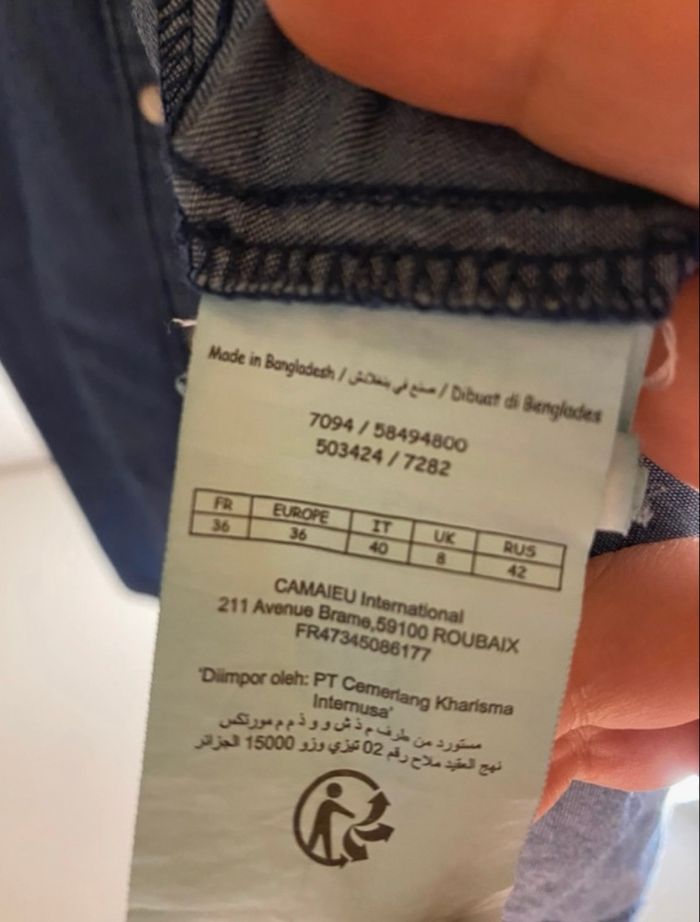 Made in Bangladesh / صنع في بنغلادش / Dibuat di Banglades
7094 / 58494800
503424 / 7282
FR EUROPE IT UK RUS
36 36 40 8 42
CAMAIEU International
211 Avenue Brame,59100 ROUBAIX
FR47345086177
'Diimpor oleh: PT Cemerlang Kharisma
Internusa'
مستورد من طرف م ذ ش و و ذ م م مورتكس
نهج العقيد ملاح رقم 02 تيزي وزو 15000 الجزائر